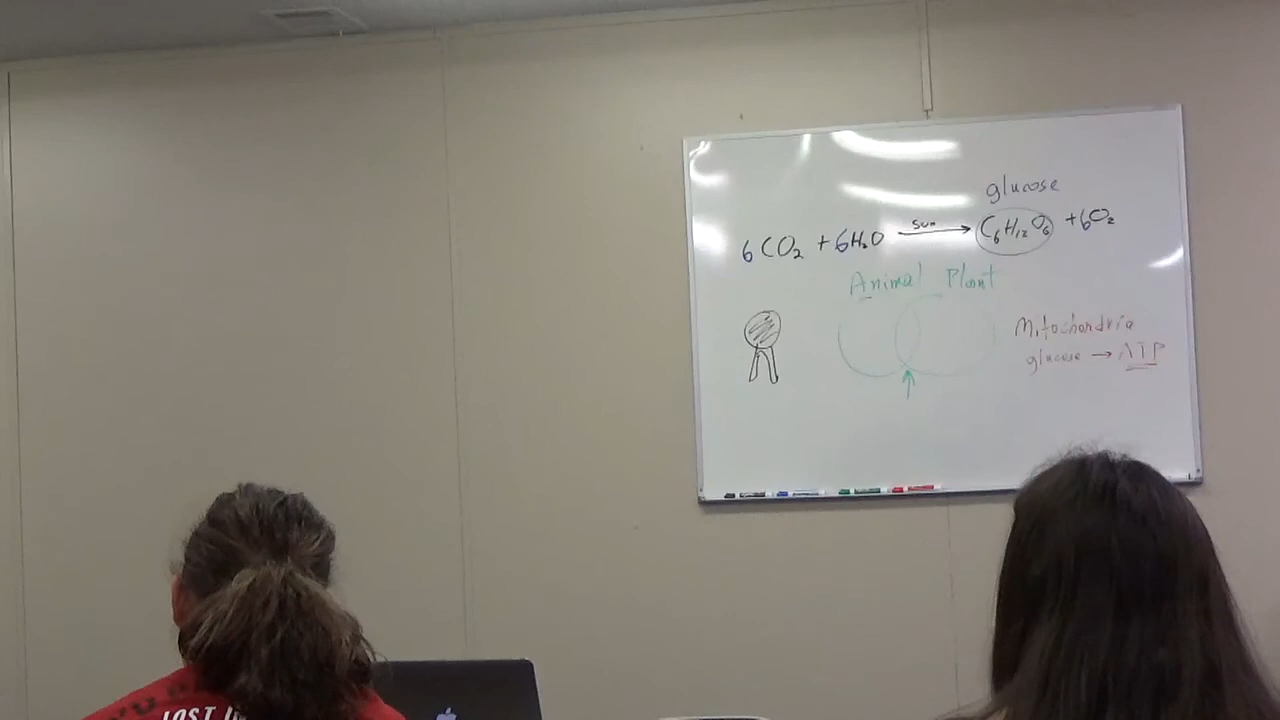 glucose
6CO₂ + 6H₂O sun → C₆H₁₂O₆ + 6O₂
Animal Plant
Mitochondria
glucose → ATP
LOST